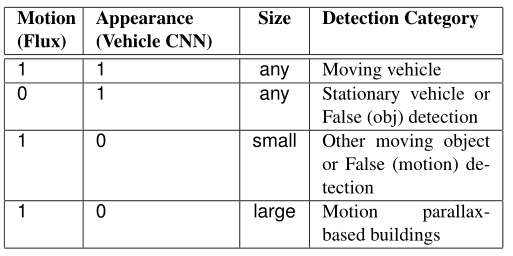 Motion Appearance Size Detection Category
(Flux) (Vehicle CNN)
1 1 any Moving vehicle
0 1 any Stationary vehicle or
False (obj) detection
1 0 small Other moving object
or False (motion) de-
tection
1 0 large Motion parallax-
based buildings